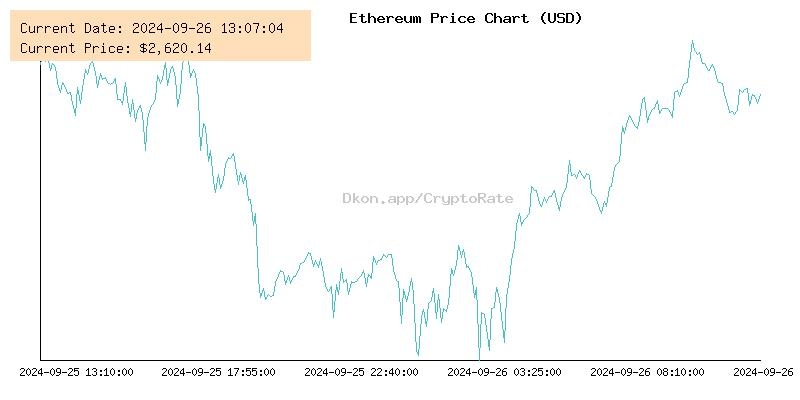 Ethereum Price Chart (USD)
Current Date: 2024-09-26 13:07:04
Current Price: $2,620.14
Dkon.app/CryptoRate
2024-09-25 13:10:00 2024-09-25 17:55:00 2024-09-25 22:40:00 2024-09-26 03:25:00 2024-09-26 08:10:00 2024-09-26